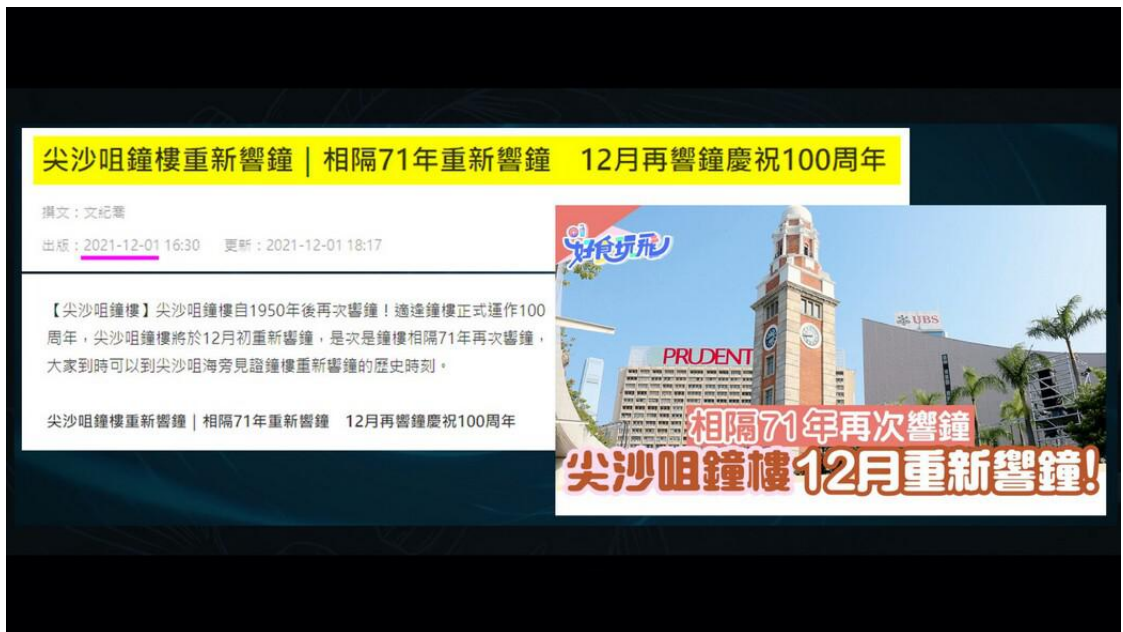 尖沙咀鐘樓重新響鐘｜相隔71年重新響鐘　12月再響鐘慶祝100周年
撰文：文紀喬
出版：2021-12-01 16:30　更新：2021-12-01 18:17
【尖沙咀鐘樓】尖沙咀鐘樓自1950年後再次響鐘！適逢鐘樓正式運作100
周年，尖沙咀鐘樓將於12月初重新響鐘，是次是鐘樓相隔71年再次響鐘，
大家到時可以到尖沙咀海旁見證鐘樓重新響鐘的歷史時刻。
尖沙咀鐘樓重新響鐘｜相隔71年重新響鐘　12月再響鐘慶祝100周年
好食玩飛
UBS
PRUDENT
相隔71年再次響鐘
尖沙咀鐘樓12月重新響鐘!